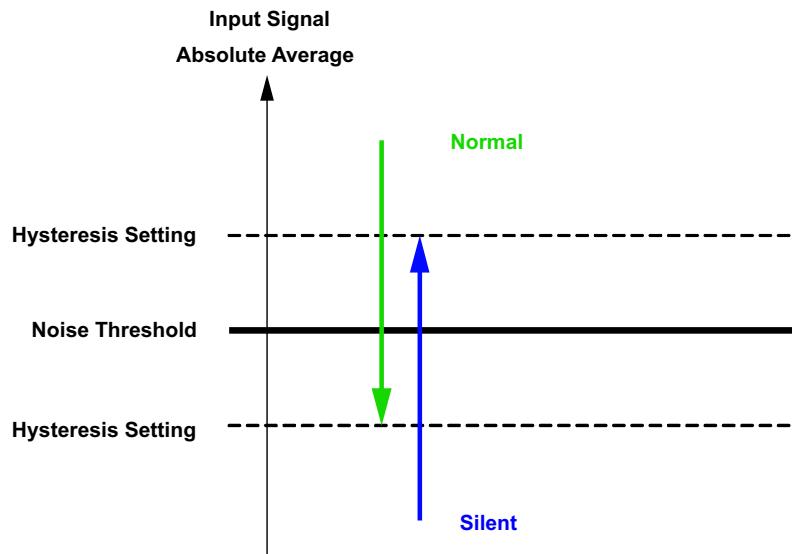 Input Signal
Absolute Average
Normal
Hysteresis Setting
Noise Threshold
Hysteresis Setting
Silent